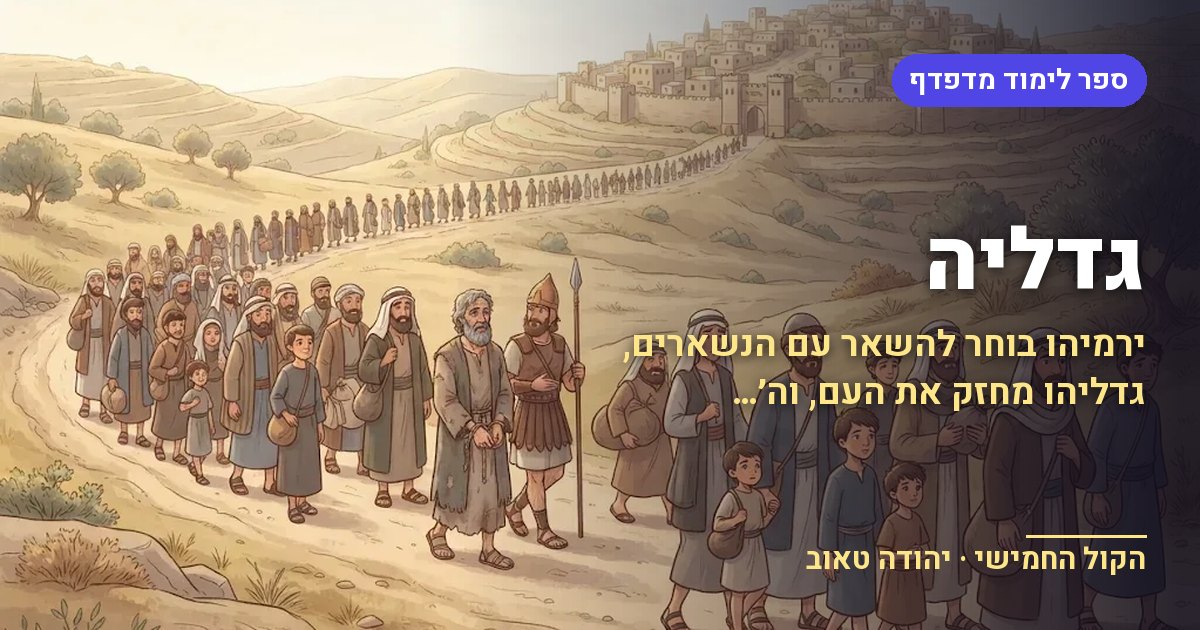 ספר לימוד מדפדף
גדליה
ירמיהו בוחר להשאר עם הנשארים,
גדליהו מחזק את העם, וה׳...
הקול החמישי · יהודה טאוב